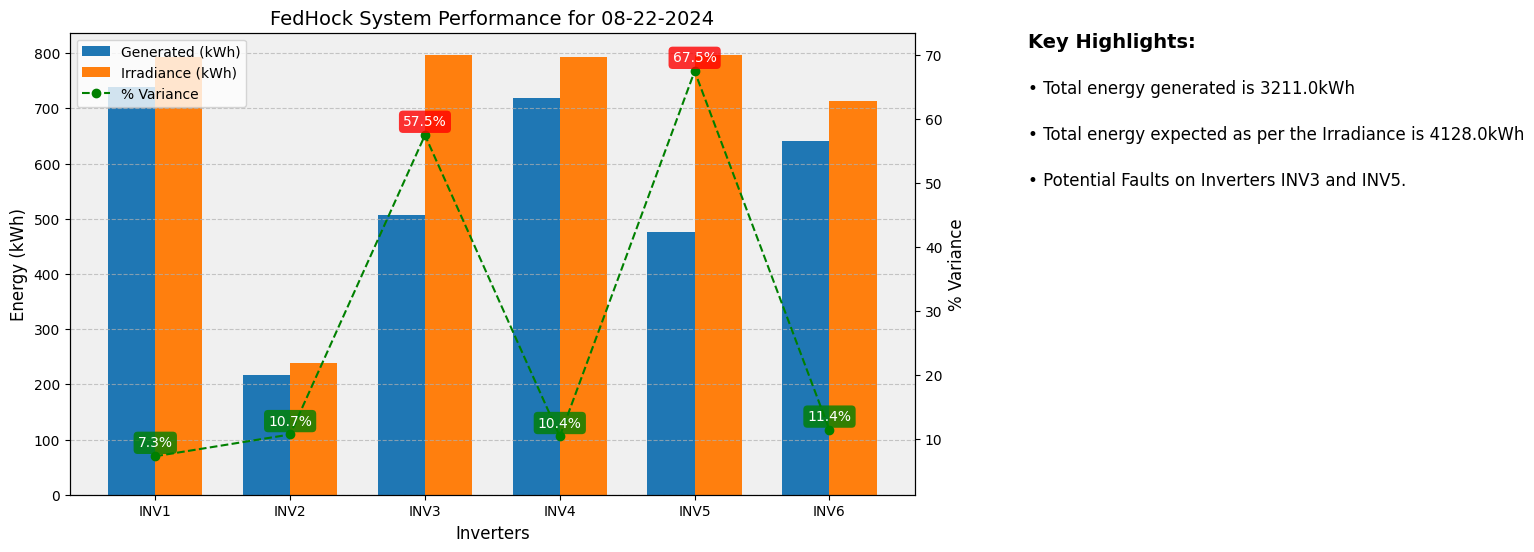 FedHock System Performance for 08-22-2024
Generated (kWh)
Irradiance (kWh)
% Variance
800
700
600
500
400
300
200
100
0
Energy (kWh)
7.3%
10.7%
57.5%
10.4%
67.5%
11.4%
70
60
50
40
30
20
10
% Variance
INV1 INV2 INV3 INV4 INV5 INV6
Inverters
Key Highlights:
• Total energy generated is 3211.0kWh
• Total energy expected as per the Irradiance is 4128.0kWh
• Potential Faults on Inverters INV3 and INV5.